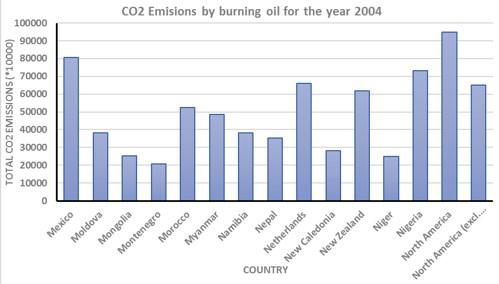 CO2 Emisions by burning oil for the year 2004
TOTAL CO2 EMISSIONS (*10000)
100000
90000
80000
70000
60000
50000
40000
30000
20000
10000
0
Mexico
Moldova
Mongolia
Montenegro
Morocco
Myanmar
Namibia
Nepal
Netherlands
New Caledonia
New Zealand
Niger
Nigeria
North America
North America (excl....
COUNTRY